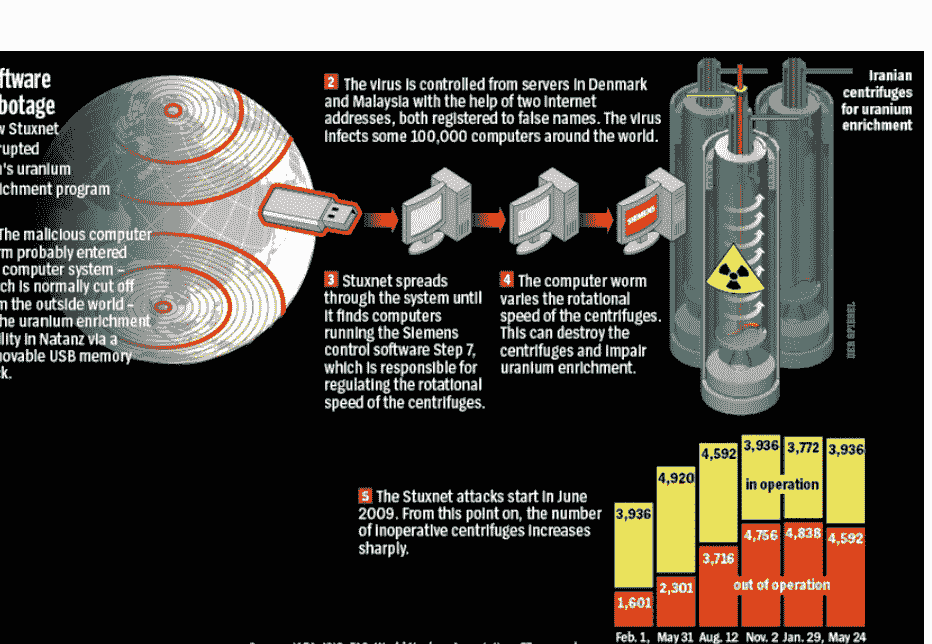 ftware
botage
w Stuxnet
rupted
's uranium
ichment program
The malicious computer
rm probably entered
computer system –
ch is normally cut off
m the outside world –
he uranium enrichment
ility in Natanz via a
ovable USB memory
k.
2 The virus is controlled from servers in Denmark
and Malaysia with the help of two Internet
addresses, both registered to false names. The virus
infects some 100,000 computers around the world.
Iranian
centrifuges
for uranium
enrichment
SIEMENS
3 Stuxnet spreads
through the system until
it finds computers
running the Siemens
control software Step 7,
which is responsible for
regulating the rotational
speed of the centrifuges.
4 The computer worm
varies the rotational
speed of the centrifuges.
This can destroy the
centrifuges and impair
uranium enrichment.
DER SPIEGEL
5 The Stuxnet attacks start in June
2009. From this point on, the number
of inoperative centrifuges increases
sharply.
3,936 4,920 4,592 3,936 3,772 3,936
in operation
1,601 2,301 3,716 4,756 4,838 4,592
out of operation
Feb. 1, May 31 Aug. 12 Nov. 2 Jan. 29, May 24